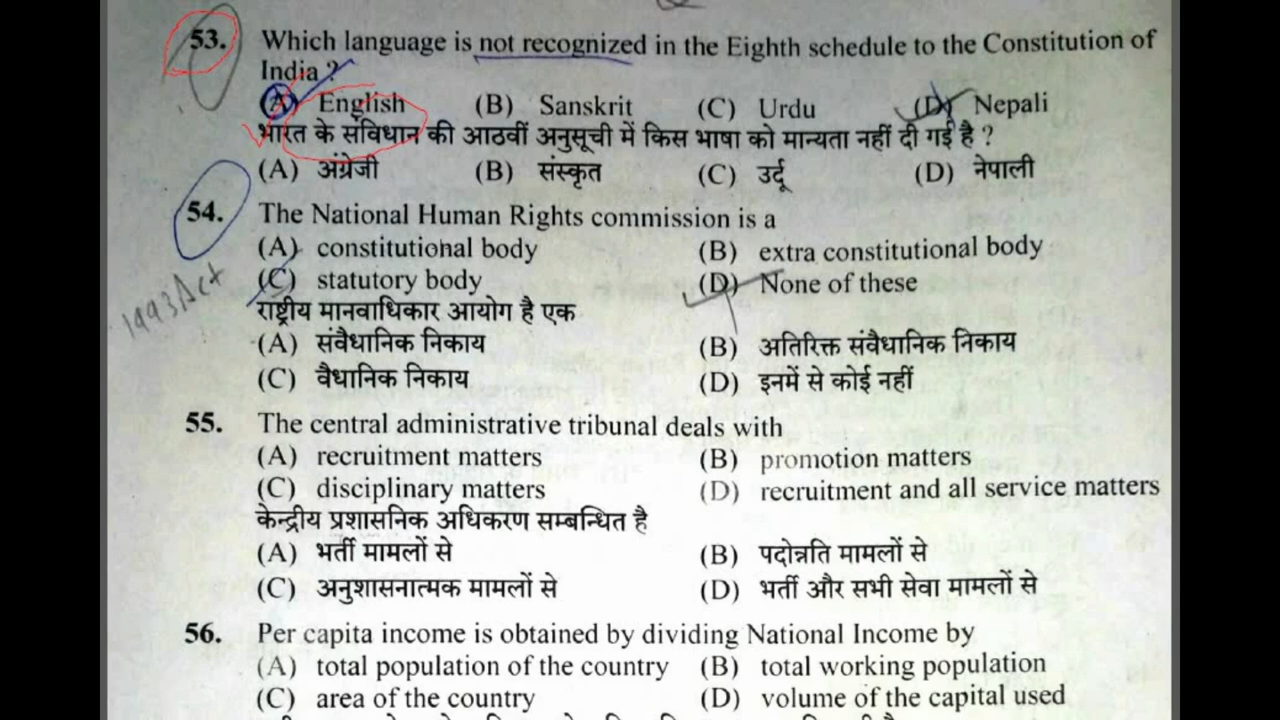 53. Which language is not recognized in the Eighth schedule to the Constitution of
India ?
(A) English (B) Sanskrit (C) Urdu (D) Nepali
भारत के संविधान की आठवीं अनुसूची में किस भाषा को मान्यता नहीं दी गई है ?
(A) अंग्रेजी (B) संस्कृत (C) उर्दू (D) नेपाली
54. The National Human Rights commission is a
(A) constitutional body (B) extra constitutional body
(C) statutory body (D) None of these
1993 Act
राष्ट्रीय मानवाधिकार आयोग है एक
(A) संवैधानिक निकाय (B) अतिरिक्त संवैधानिक निकाय
(C) वैधानिक निकाय (D) इनमें से कोई नहीं
55. The central administrative tribunal deals with
(A) recruitment matters (B) promotion matters
(C) disciplinary matters (D) recruitment and all service matters
केन्द्रीय प्रशासनिक अधिकरण सम्बन्धित है
(A) भर्ती मामलों से (B) पदोन्नति मामलों से
(C) अनुशासनात्मक मामलों से (D) भर्ती और सभी सेवा मामलों से
56. Per capita income is obtained by dividing National Income by
(A) total population of the country (B) total working population
(C) area of the country (D) volume of the capital used